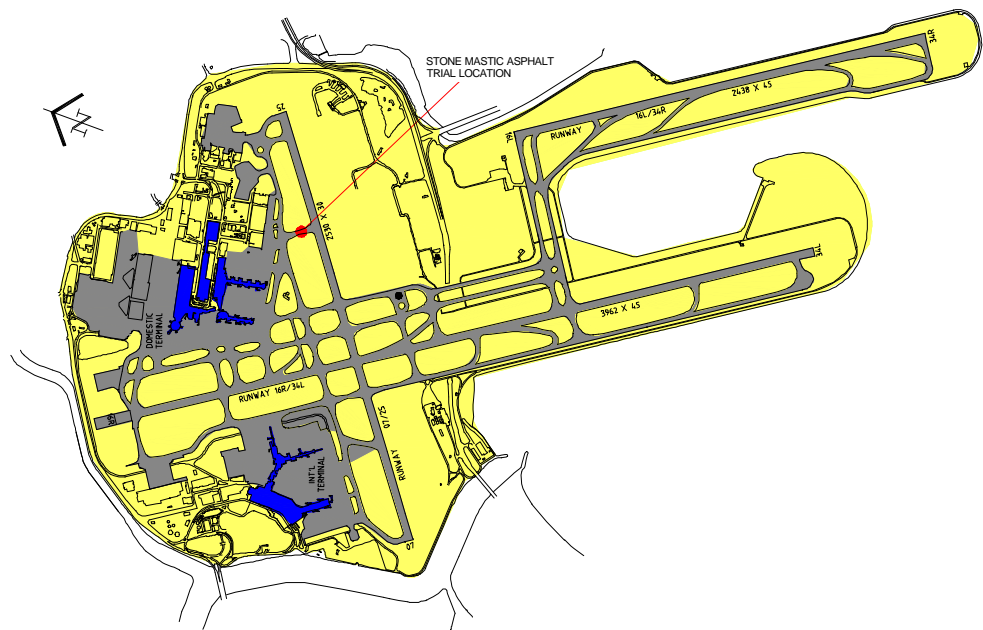 STONE MASTIC ASPHALT
TRIAL LOCATION
N
34R
2438 X 45
16L/34R
RUNWAY
16L
25
2530 X 30
34L
3962 X 45
DOMESTIC
TERMINAL
RUNWAY 16R/34L
16R
07/25
RUNWAY
INT'L
TERMINAL
07